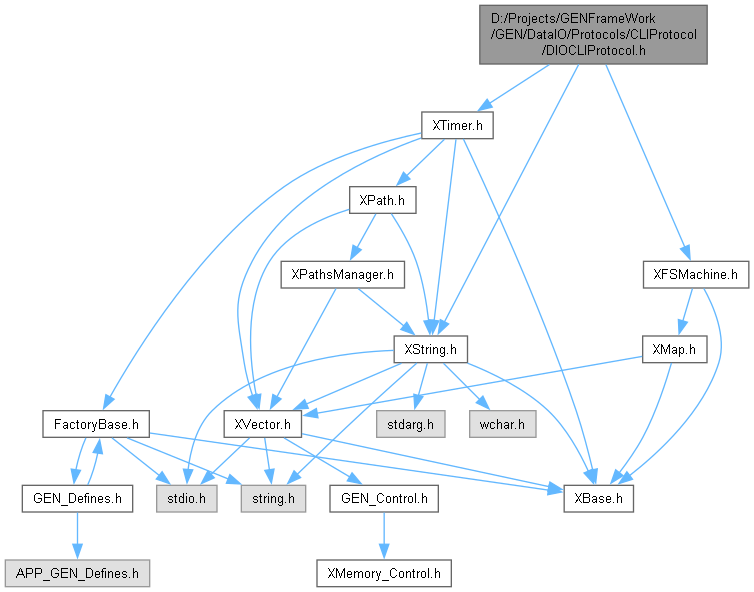 D:/Projects/GENFrameWork
/GEN/DataIO/Protocols/CLIProtocol
/DIOCLIProtocol.h
XTimer.h
XPath.h
XPathsManager.h
XFSMachine.h
XString.h
XMap.h
FactoryBase.h
XVector.h
stdarg.h
wchar.h
GEN_Defines.h
stdio.h
string.h
GEN_Control.h
XBase.h
APP_GEN_Defines.h
XMemory_Control.h